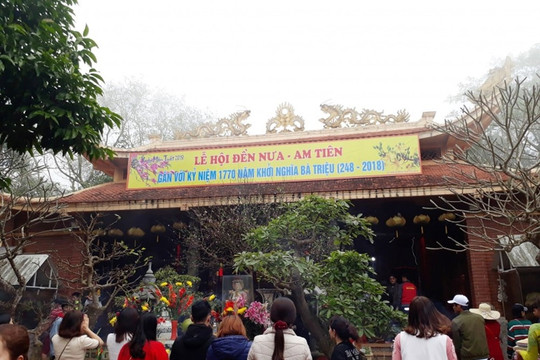 LỄ HỘI ĐỀN NƯA - AM TIÊN
GẮN VỚI KỶ NIỆM 1770 NĂM KHỞI NGHĨA BÀ TRIỆU (248 - 2018)